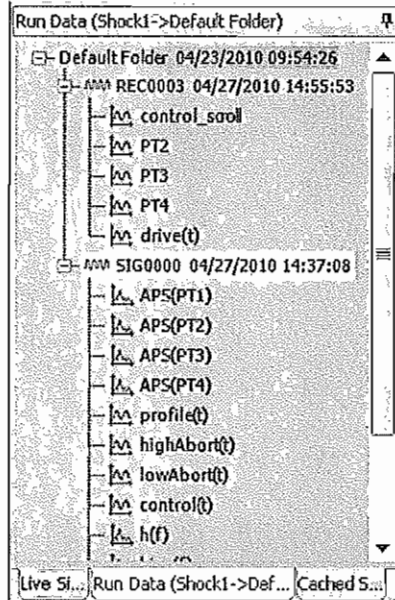 Run Data (Shock1->Default Folder)
Default Folder 04/23/2010 09:54:26
REC0003 04/27/2010 14:55:53
control_scroll
PT2
PT3
PT4
drive(t)
SIG0000 04/27/2010 14:37:08
APS(PT1)
APS(PT2)
APS(PT3)
APS(PT4)
profile(t)
highAbort(t)
lowAbort(t)
control(t)
h(f)
Live Si... Run Data (Shock1->Def... Cached S...